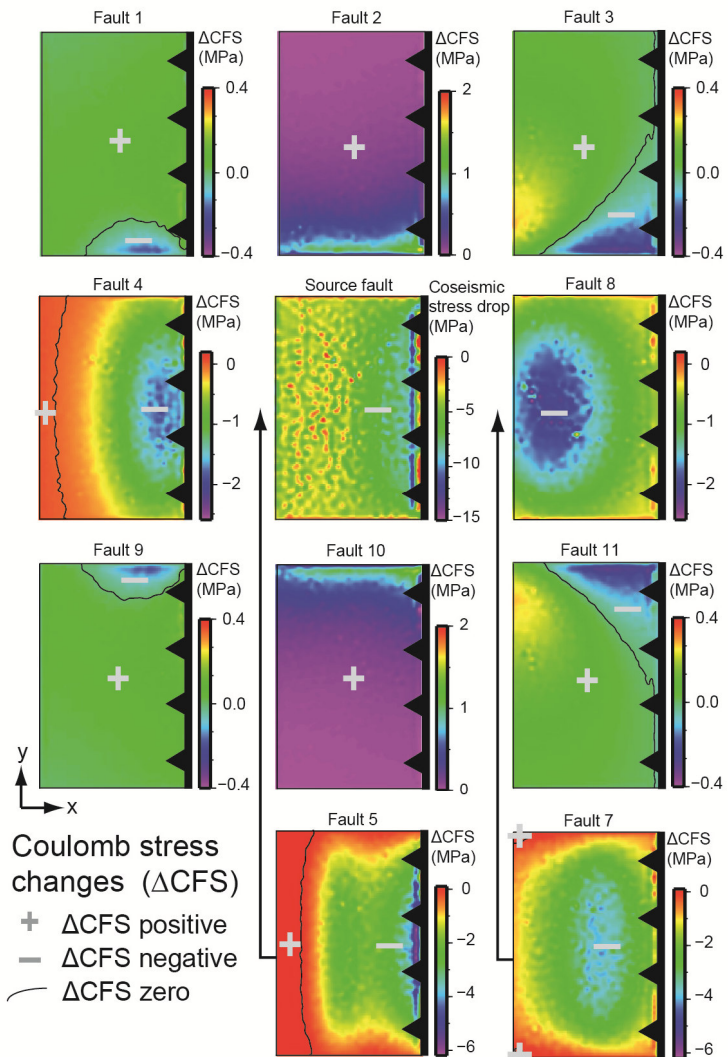 Fault 1
Fault 2
Fault 3
ΔCFS
(MPa)
0.4
0.0
−0.4
ΔCFS
(MPa)
2
1
0
ΔCFS
(MPa)
0.4
0.0
−0.4
Fault 4
Source fault
Fault 8
ΔCFS
(MPa)
0
−1
−2
Coseismic
stress drop
(MPa)
0
−5
−10
−15
ΔCFS
(MPa)
0
−1
−2
Fault 9
Fault 10
Fault 11
ΔCFS
(MPa)
0.4
0.0
−0.4
ΔCFS
(MPa)
2
1
0
ΔCFS
(MPa)
0.4
0.0
−0.4
y
x
Fault 5
Fault 7
ΔCFS
(MPa)
0
−2
−4
−6
ΔCFS
(MPa)
0
−2
−4
−6
Coulomb stress
changes (ΔCFS)
+ ΔCFS positive
− ΔCFS negative
ΔCFS zero